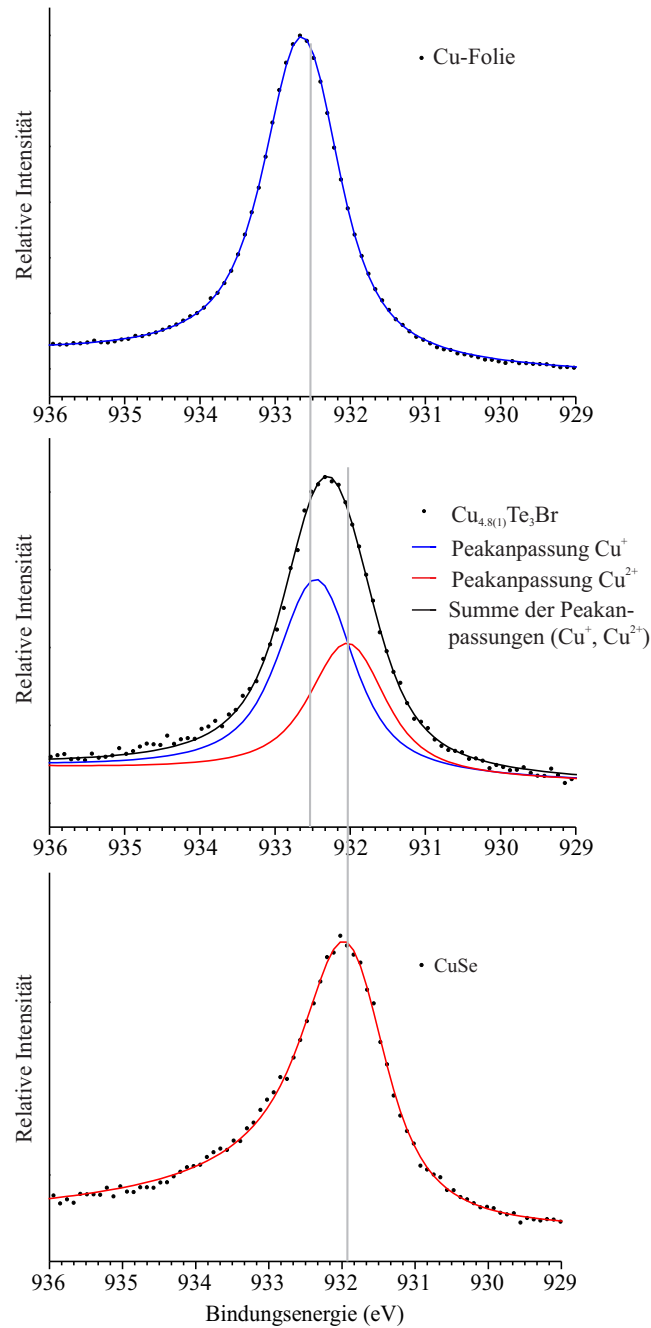 Relative Intensität
Cu-Folie
936 935 934 933 932 931 930 929
Relative Intensität
Cu4.8(1)Te3Br
Peakanpassung Cu+
Peakanpassung Cu2+
Summe der Peakan-
passungen (Cu+, Cu2+)
936 935 934 933 932 931 930 929
Relative Intensität
CuSe
936 935 934 933 932 931 930 929
Bindungsenergie (eV)